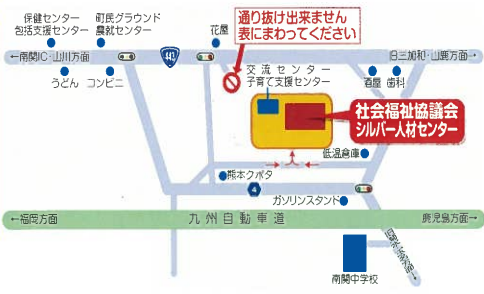 保健センター
包括支援センター
町民グラウンド
農就センター
花屋
通り抜け出来ません
表にまわってください
←南関IC・山川方面
443
旧三加和・山鹿方面→
うどん
コンビニ
交流センター
子育て支援センター
酒屋
歯科
社会福祉協議会
シルバー人材センター
低温倉庫
熊本クボタ
4
ガソリンスタンド
←福岡方面
九州自動車道
鹿児島方面→
南関中学校